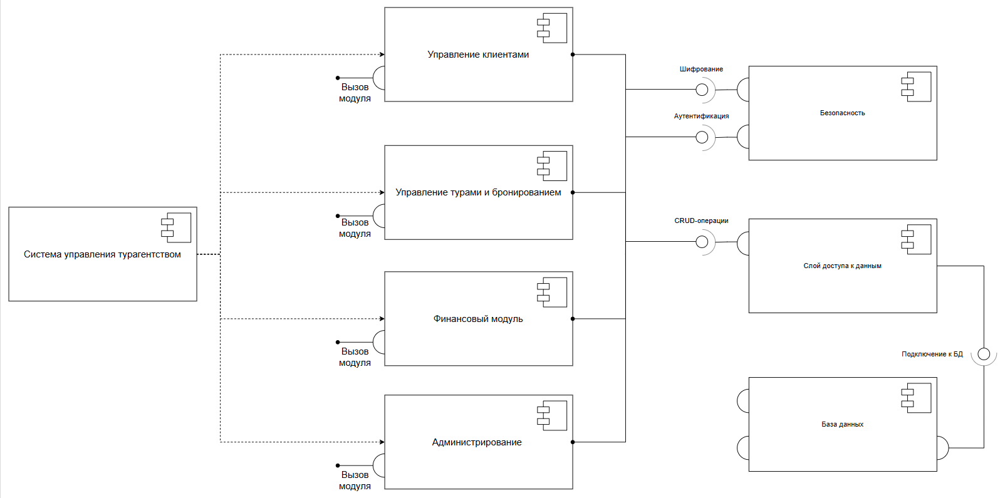 Управление клиентами
Вызов
модуля
Шифрование
Аутентификация
Безопасность
Управление турами и бронированием
Вызов
модуля
Система управления турагентством
CRUD-операции
Слой доступа к данным
Финансовый модуль
Вызов
модуля
Подключение к БД
База данных
Администрирование
Вызов
модуля